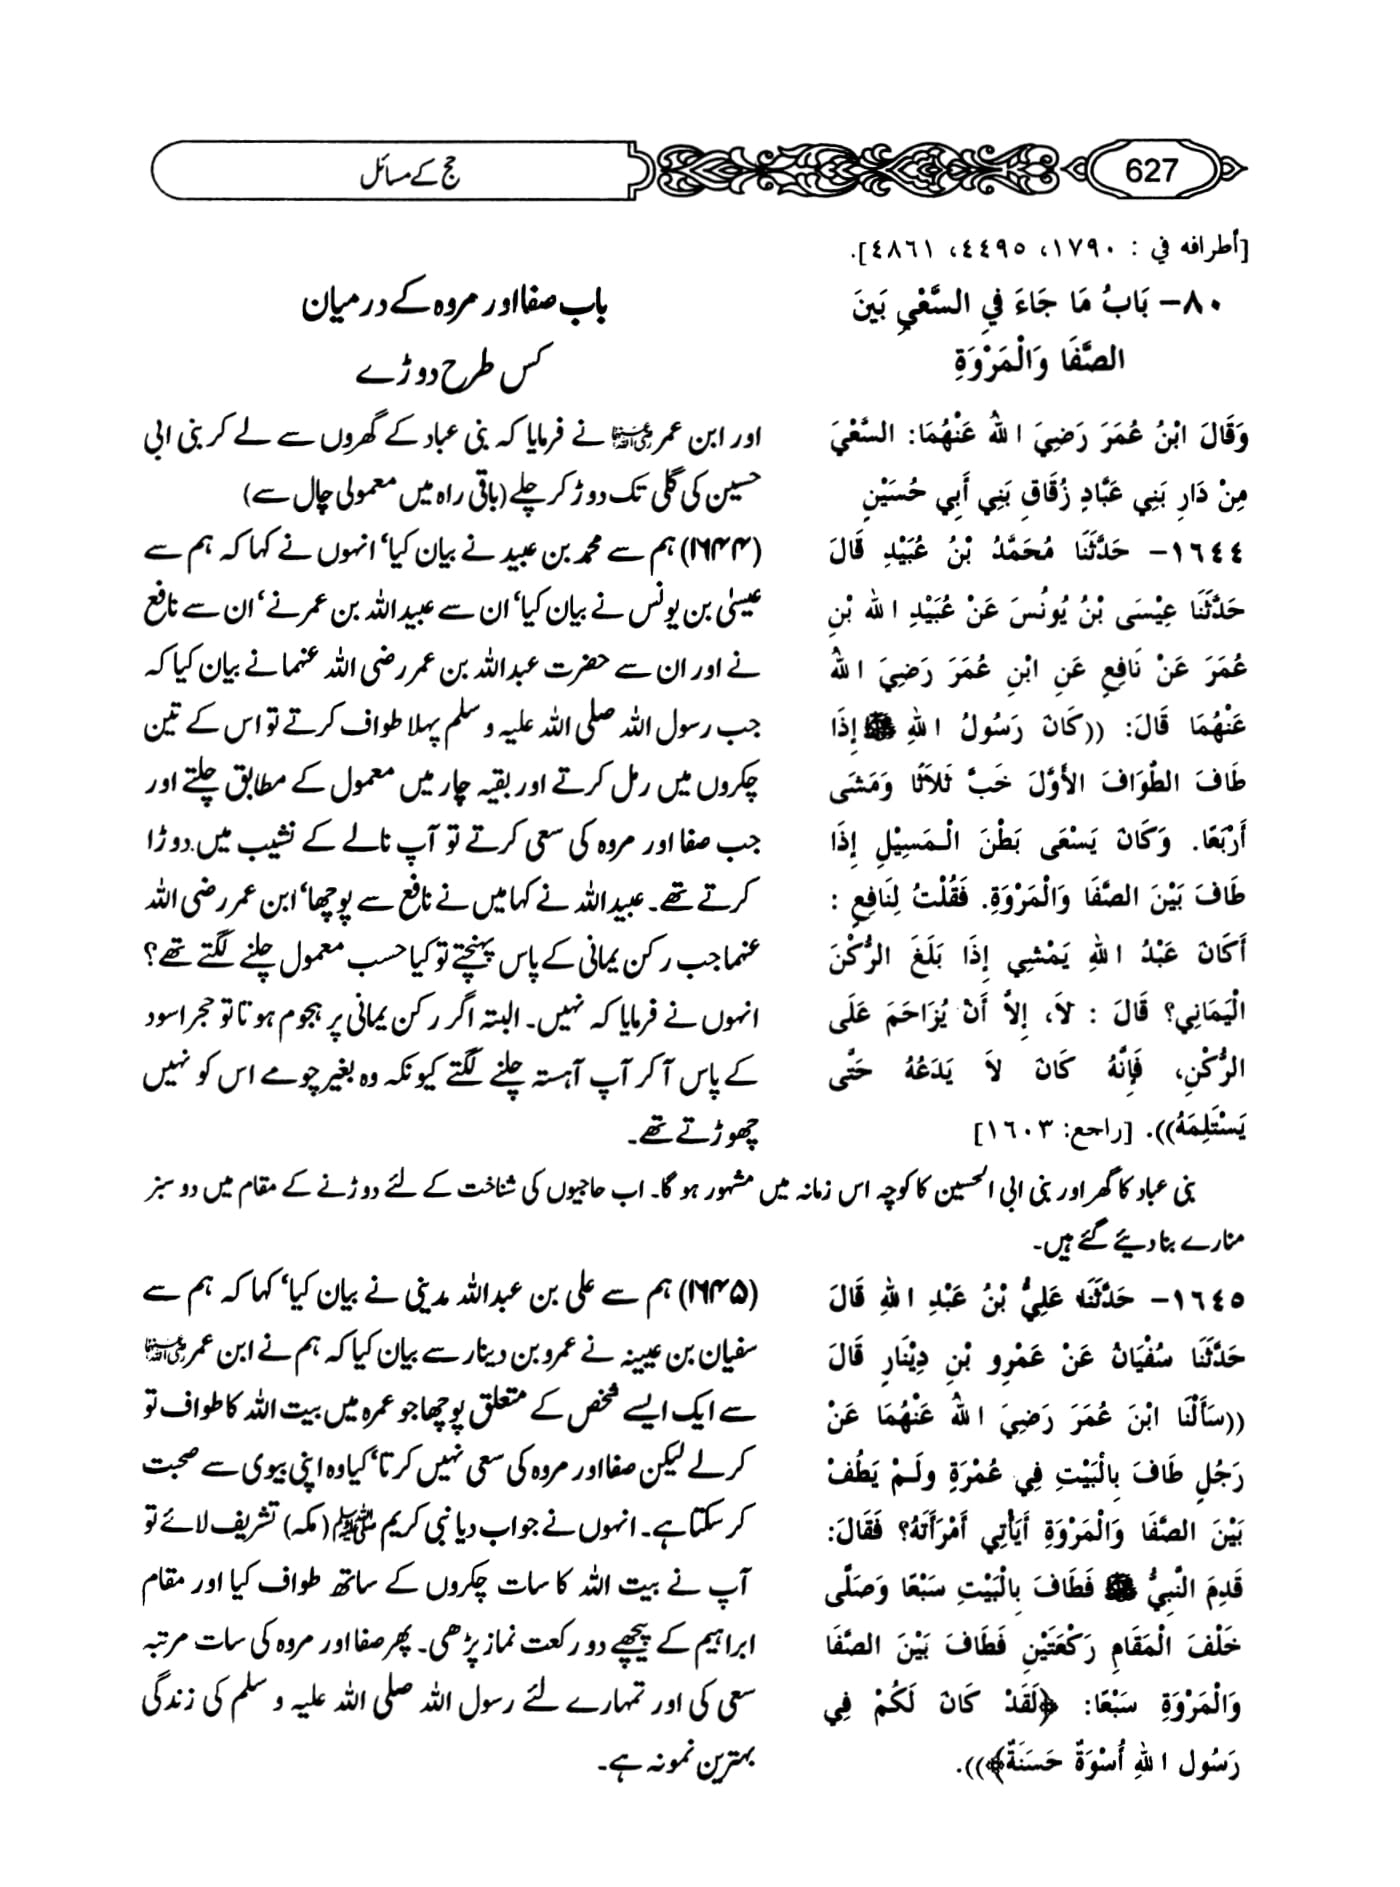 627
حج کے مسائل
[أطرافه في : ١٧٩٠، ٤٤٩٥، ٤٨٦١].
٨٠- بَابُ مَا جَاءَ فِي السَّعْيِ بَيْنَ
الصَّفَا وَالْمَرْوَةِ
وَقَالَ ابْنُ عُمَرَ رَضِيَ اللهُ عَنْهُمَا: السَّعْيُ
مِنْ دَارِ بَنِي عَبَّادٍ زُقَاقِ بَنِي أَبِي حُسَيْنٍ
١٦٤٤- حَدَّثَنَا مُحَمَّدُ بْنُ عُبَيْدٍ قَالَ
حَدَّثَنَا عِيْسَى بْنُ يُونُسَ عَنْ عُبَيْدِ اللهِ بْنِ
عُمَرَ عَنْ نَافِعٍ عَنِ ابْنِ عُمَرَ رَضِيَ اللهُ
عَنْهُمَا قَالَ: ((كَانَ رَسُولُ اللهِ ﷺ إِذَا
طَافَ الطَّوَافَ الأَوَّلَ خَبَّ ثَلاَثًا وَمَشَى
أَرْبَعًا. وَكَانَ يَسْعَى بَطْنَ الْمَسِيْلِ إِذَا
طَافَ بَيْنَ الصَّفَا وَالْمَرْوَةِ. فَقُلْتُ لِنَافِعٍ :
أَكَانَ عَبْدُ اللهِ يَمْشِي إِذَا بَلَغَ الرُّكْنَ
الْيَمَانِي؟ قَالَ : لاَ، إِلاَّ أَنْ يُزَاحَمَ عَلَى
الرُّكْنِ، فَإِنَّهُ كَانَ لاَ يَدَعُهُ حَتَّى
يَسْتَلِمَهُ)). [راجع: ١٦٠٣]
باب صفا اور مروہ کے درمیان
کس طرح دوڑے
اور ابن عمر رضی اللہ عنہما نے فرمایا کہ بنی عباد کے گھروں سے لے کر بنی ابی
حسین کی گلی تک دوڑ کر چلے (باقی راہ میں معمولی چال سے)
(۱۶۴۴) ہم سے محمد بن عبید نے بیان کیا' انہوں نے کہا کہ ہم سے
عیسیٰ بن یونس نے بیان کیا' ان سے عبیداللہ بن عمر نے' ان سے نافع
نے اور ان سے حضرت عبداللہ بن عمر رضی اللہ عنہما نے بیان کیا کہ
جب رسول اللہ صلی اللہ علیہ و سلم پہلا طواف کرتے تو اس کے تین
چکروں میں رمل کرتے اور بقیہ چار میں معمول کے مطابق چلتے اور
جب صفا اور مروہ کی سعی کرتے تو آپ نالے کے نشیب میں دوڑا
کرتے تھے۔ عبیداللہ نے کہا میں نے نافع سے پوچھا' ابن عمر رضی اللہ
عنہما جب رکن یمانی کے پاس پہنچتے تو کیا حسب معمول چلنے لگتے تھے؟
انہوں نے فرمایا کہ نہیں۔ البتہ اگر رکن یمانی پر ہجوم ہوتا تو حجر اسود
کے پاس آ کر آپ آہستہ چلنے لگتے کیونکہ وہ بغیر چومے اس کو نہیں
چھوڑتے تھے۔
بنی عباد کا گھر اور بنی ابی الحسین کا کوچہ اس زمانہ میں مشہور ہو گا۔ اب حاجیوں کی شناخت کے لئے دوڑنے کے مقام میں دو سبز
منارے بنا دیئے گئے ہیں۔
١٦٤٥- حَدَّثَنَا عَلِيُّ بْنُ عَبْدِ اللهِ قَالَ
حَدَّثَنَا سُفْيَانُ عَنْ عَمْرِو بْنِ دِيْنَارٍ قَالَ
((سَأَلْنَا ابْنَ عُمَرَ رَضِيَ اللهُ عَنْهُمَا عَنْ
رَجُلٍ طَافَ بِالْبَيْتِ فِي عُمْرَةٍ ولَمْ يَطُفْ
بَيْنَ الصَّفَا وَالْمَرْوَةِ أَيَأْتِي امْرَأَتَهُ؟ فَقَالَ:
قَدِمَ النَّبِيُّ ﷺ فَطَافَ بِالْبَيْتِ سَبْعًا وَصَلَّى
خَلْفَ الْمَقَامِ رَكْعَتَيْنِ فَطَافَ بَيْنَ الصَّفَا
وَالْمَرْوَةِ سَبْعًا: ﴿لَقَدْ كَانَ لَكُمْ فِي
رَسُولِ اللهِ أُسْوَةٌ حَسَنَةٌ﴾)).
(۱۶۴۵) ہم سے علی بن عبداللہ مدینی نے بیان کیا' کہا کہ ہم سے
سفیان بن عیینہ نے عمرو بن دینار سے بیان کیا کہ ہم نے ابن عمر رضی اللہ عنہما
سے ایک ایسے شخص کے متعلق پوچھا جو عمرہ میں بیت اللہ کا طواف تو
کر لے لیکن صفا اور مروہ کی سعی نہیں کرتا' کیا وہ اپنی بیوی سے صحبت
کر سکتا ہے۔ انہوں نے جواب دیا نبی کریم ﷺ (مکہ) تشریف لائے تو
آپ نے بیت اللہ کا سات چکروں کے ساتھ طواف کیا اور مقام
ابراہیم کے پیچھے دو رکعت نماز پڑھی۔ پھر صفا اور مروہ کی سات مرتبہ
سعی کی اور تمہارے لئے رسول اللہ صلی اللہ علیہ و سلم کی زندگی
بہترین نمونہ ہے۔